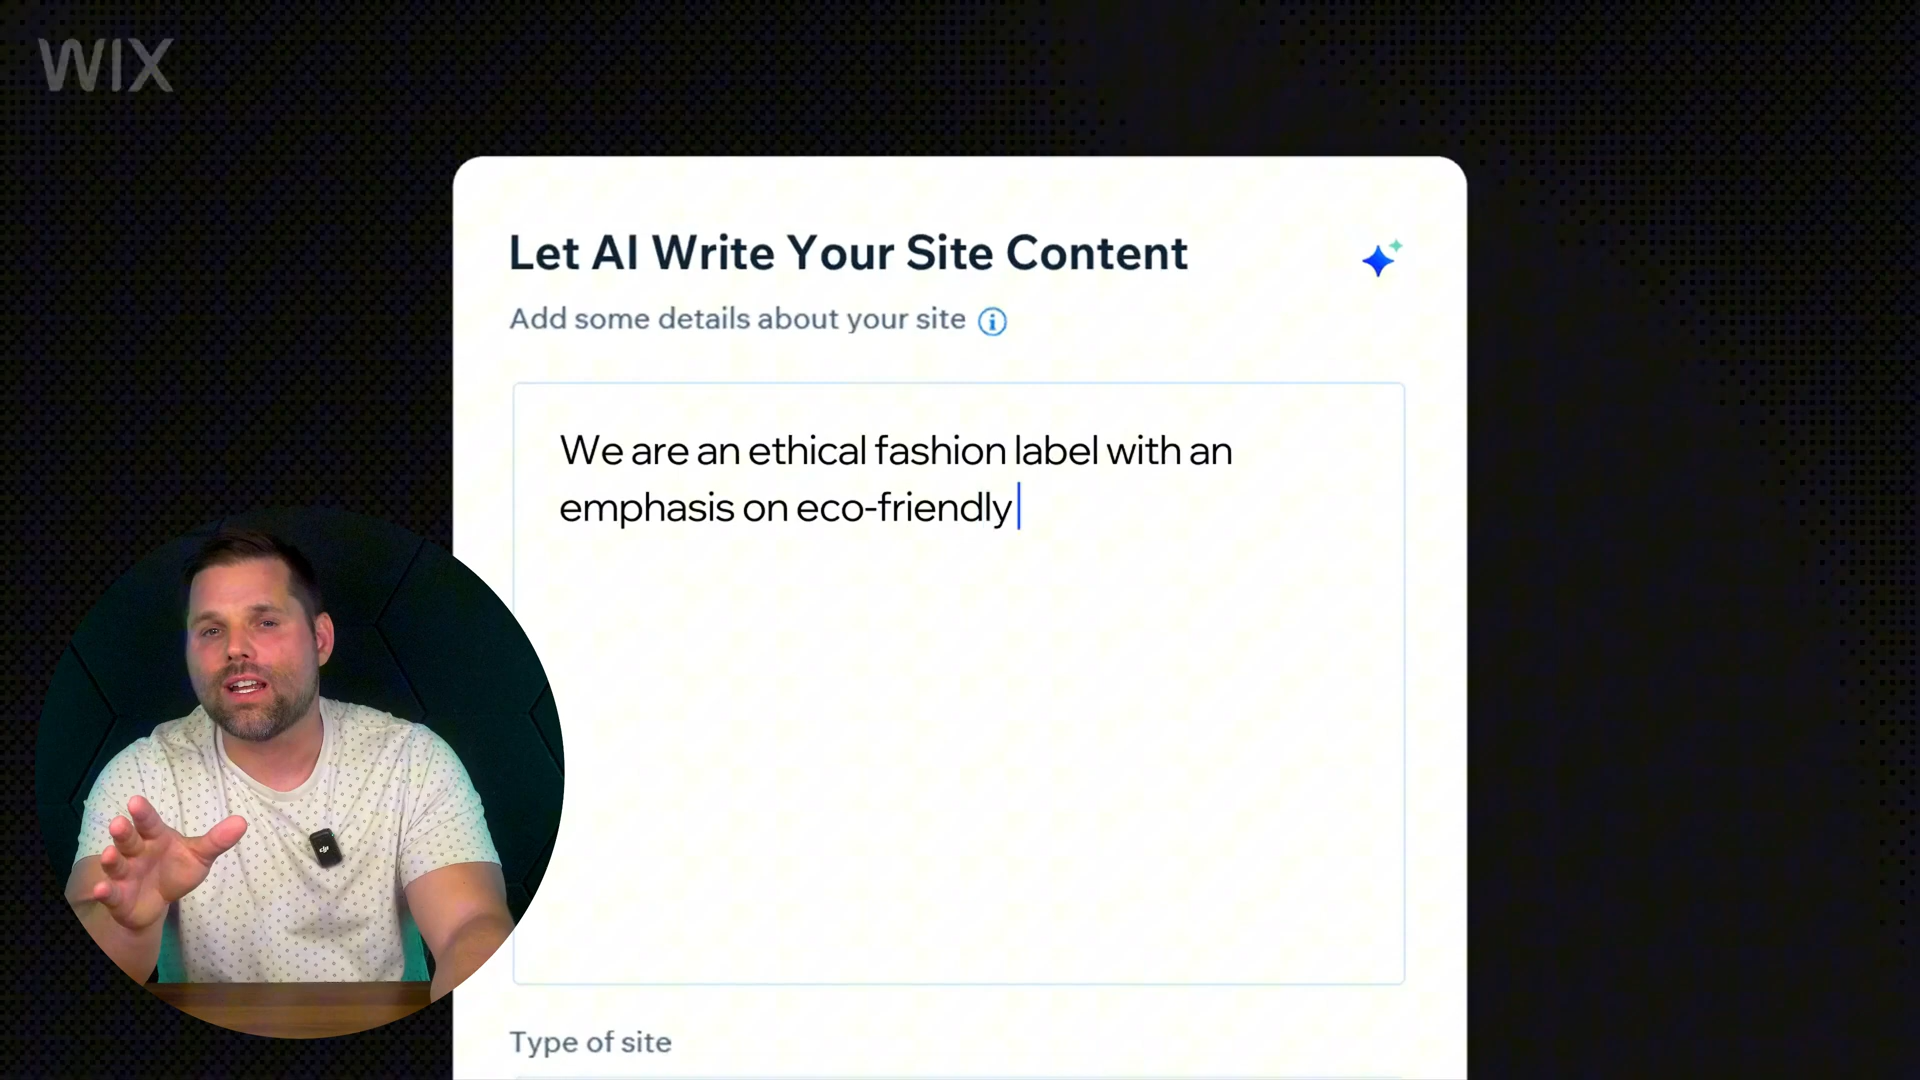 WIX
Let AI Write Your Site Content
Add some details about your site
We are an ethical fashion label with an
emphasis on eco-friendly
Type of site
dji